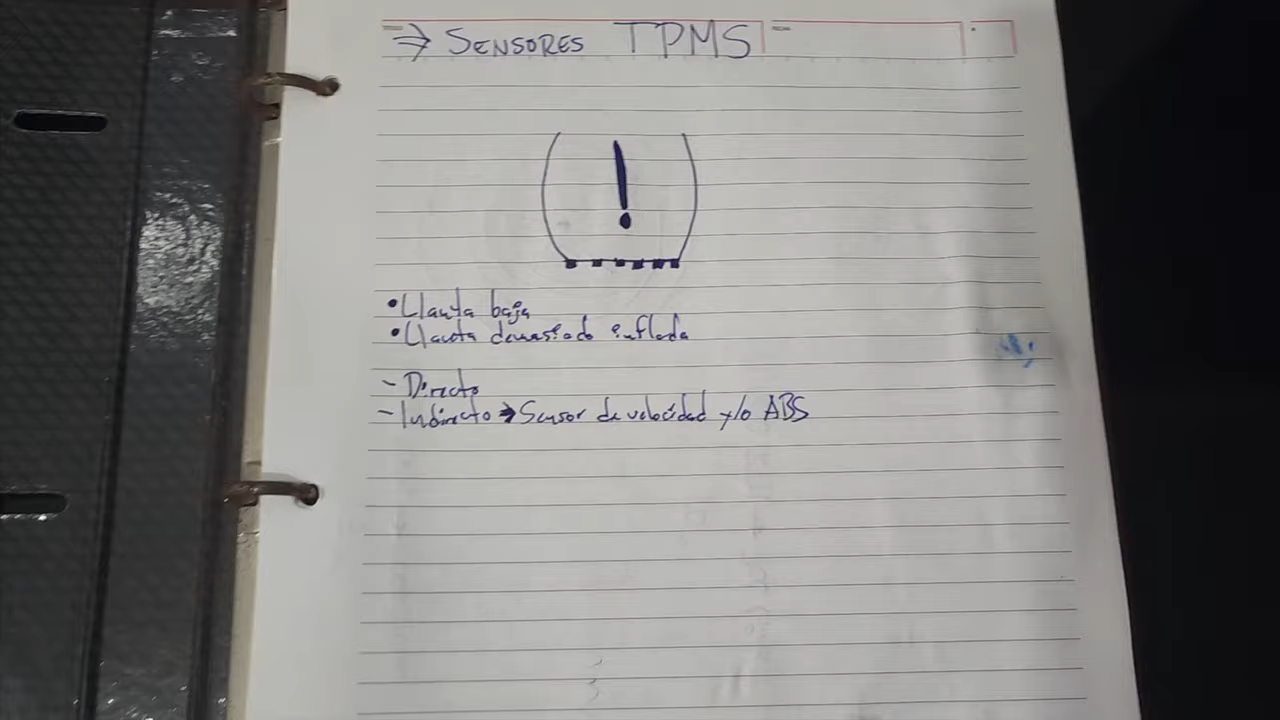 ⇒ SENSORES TPMS
!
• Llanta baja
• Llanta demasiado inflada
- Directo
- Indirecto → Sensor de velocidad y/o ABS